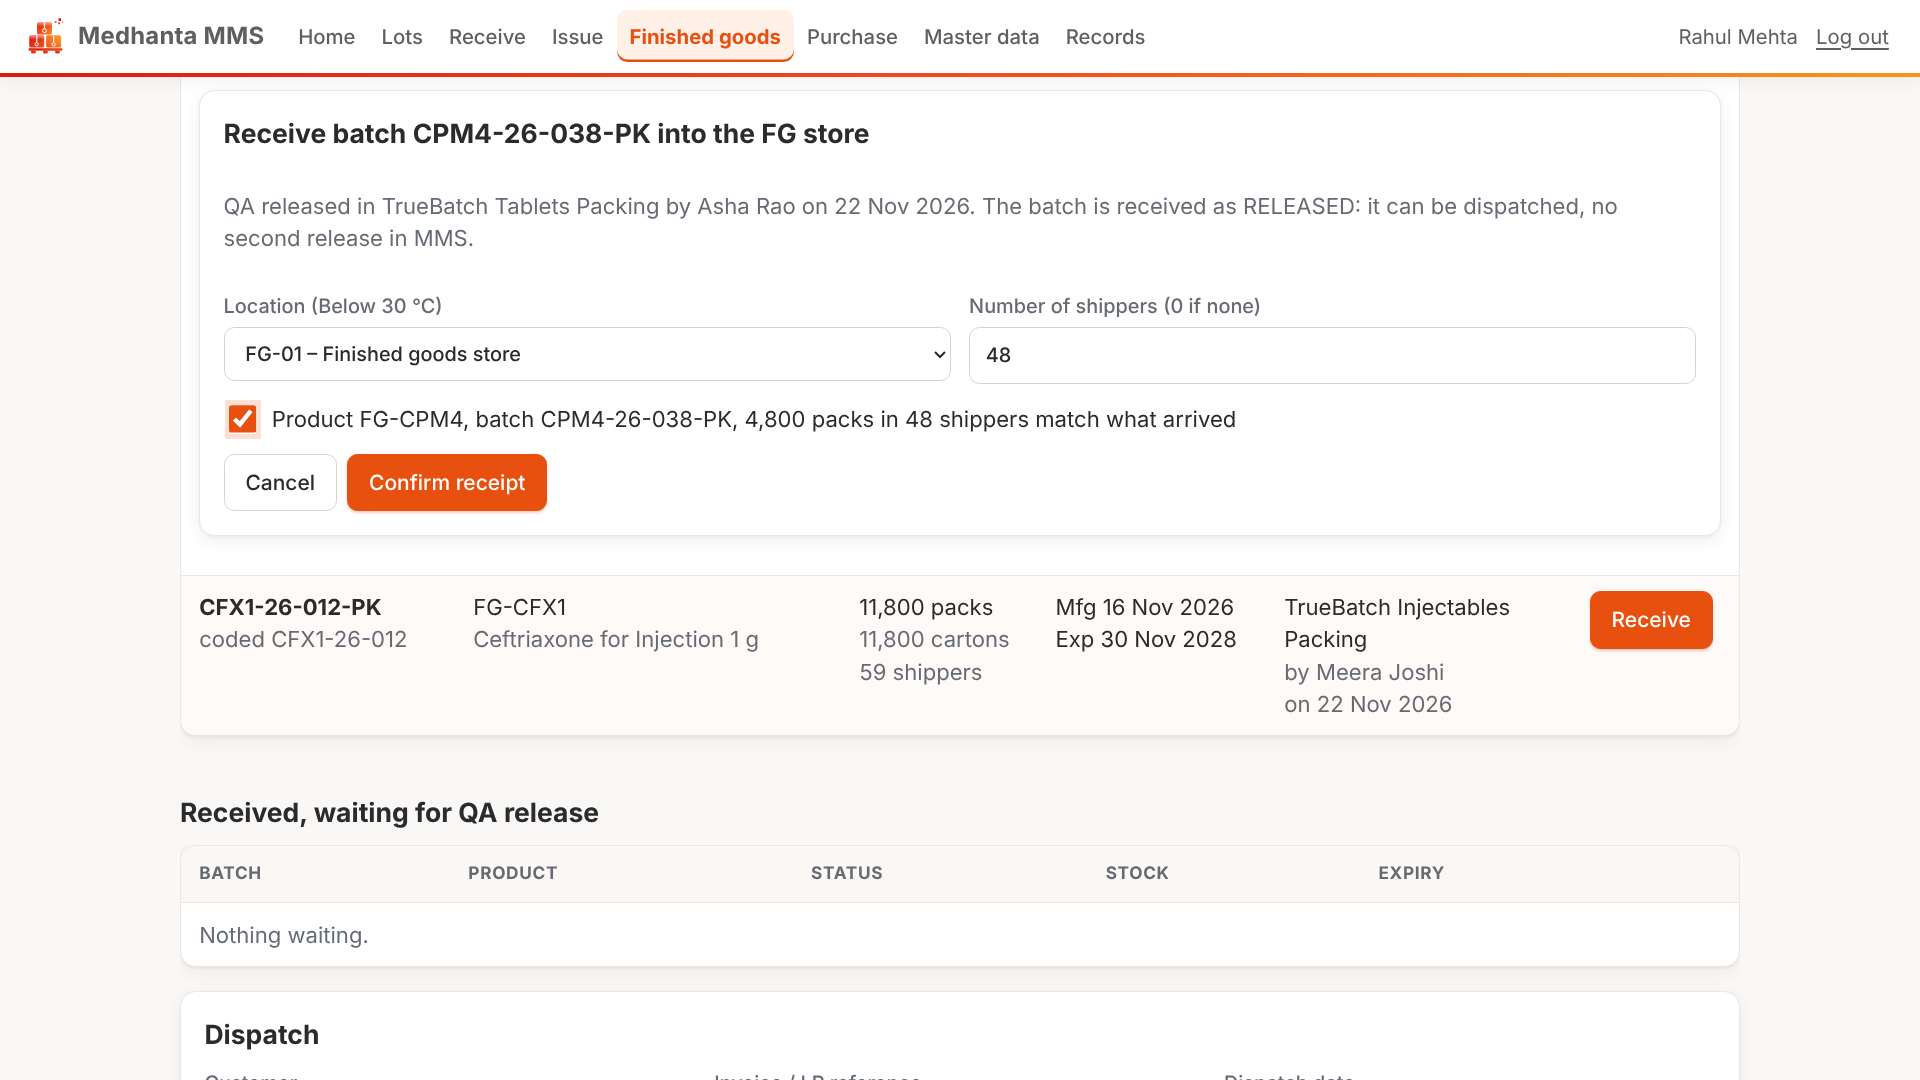 Medhanta MMS Home Lots Receive Issue Finished goods Purchase Master data Records Rahul Mehta Log out
Receive batch CPM4-26-038-PK into the FG store
QA released in TrueBatch Tablets Packing by Asha Rao on 22 Nov 2026. The batch is received as RELEASED: it can be dispatched, no
second release in MMS.
Location (Below 30 °C) Number of shippers (0 if none)
FG-01 – Finished goods store 48
Product FG-CPM4, batch CPM4-26-038-PK, 4,800 packs in 48 shippers match what arrived
Cancel Confirm receipt
CFX1-26-012-PK FG-CFX1 11,800 packs Mfg 16 Nov 2026 TrueBatch Injectables Receive
coded CFX1-26-012 Ceftriaxone for Injection 1 g 11,800 cartons Exp 30 Nov 2028 Packing
59 shippers by Meera Joshi
on 22 Nov 2026
Received, waiting for QA release
BATCH PRODUCT STATUS STOCK EXPIRY
Nothing waiting.
Dispatch
Customer Invoice / LR reference Dispatch date